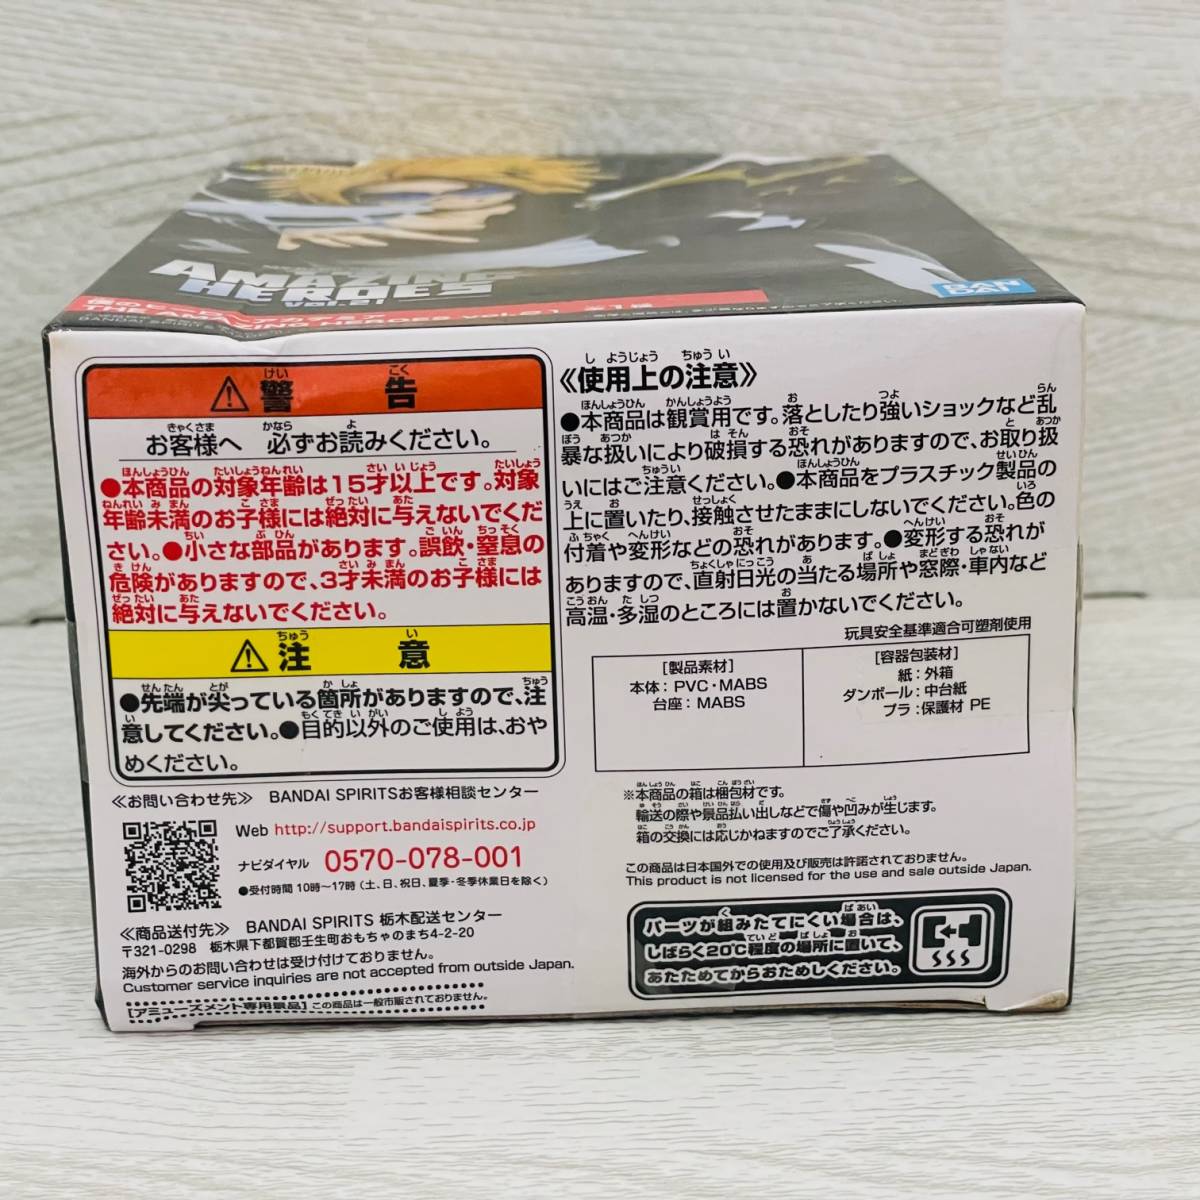 AMAZING
HEROES
BANDAI
⚠警告
お客様へ 必ずお読みください。
●本商品の対象年齢は15才以上です。対象
年齢未満のお子様には絶対に与えないでくだ
さい。●小さな部品があります。誤飲・窒息の
危険がありますので、3才未満のお子様には
絶対に与えないでください。
⚠注意
●先端が尖っている箇所がありますので、注
意してください。●目的以外のご使用は、おや
めください。
≪お問い合わせ先≫ BANDAI SPIRITSお客様相談センター
Web http://support.bandaispirits.co.jp
ナビダイヤル 0570-078-001
●受付時間 10時~17時 (土、日、祝日、夏季・冬季休業日を除く)
≪商品送付先≫ BANDAI SPIRITS 栃木配送センター
〒321-0298 栃木県下都賀郡壬生町おもちゃのまち4-2-20
海外からのお問い合わせは受け付けておりません。
Customer service inquiries are not accepted from outside Japan.
[アミューズメント専用景品] この商品は一般市販されておりません。
≪使用上の注意≫
●本商品は観賞用です。落としたり強いショックなど乱
暴な扱いにより破損する恐れがありますので、お取り扱
いにはご注意ください。●本商品をプラスチック製品の
上に置いたり、接触させたままにしないでください。色の
付着や変形などの恐れがあります。●変形する恐れが
ありますので、直射日光の当たる場所や窓際・車内など
高温・多湿のところには置かないでください。
玩具安全基準適合可塑剤使用
[製品素材]
本体:PVC・MABS
台座:MABS
[容器包装材]
紙:外箱
ダンボール:中台紙
プラ:保護材 PE
※本商品の箱は梱包材です。
輸送の際や景品払い出しなどで傷や凹みが生じます。
箱の交換には応じかねますのでご了承ください。
この商品は日本国外での使用及び販売は許諾されておりません。
This product is not licensed for the use and sale outside Japan.
パーツが組みたてにくい場合は、
しばらく20℃程度の場所に置いて、
あたためてからおためしください。